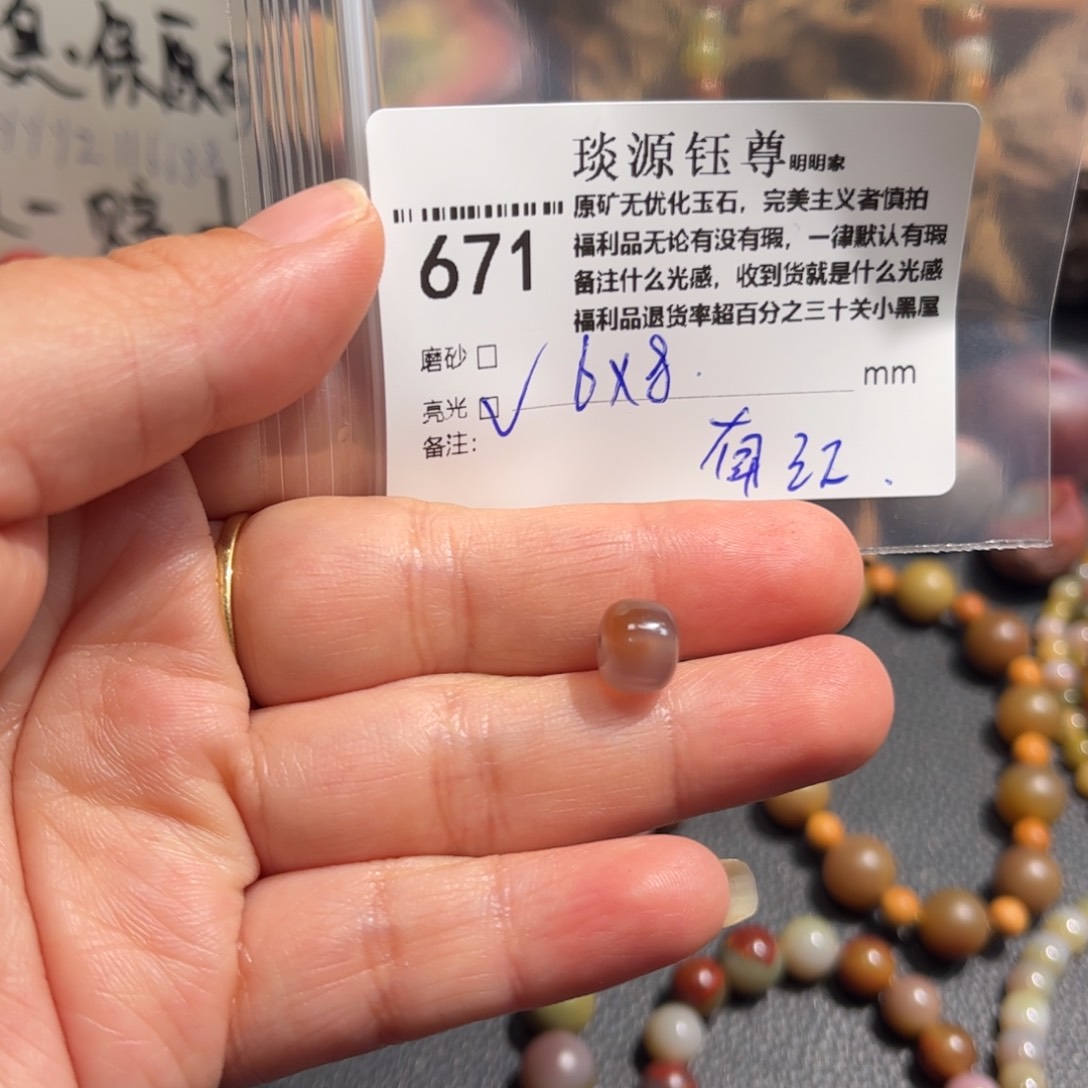 琰源钰尊明明家
原矿无优化玉石，完美主义者慎拍
671
福利品无论有没有瑕，一律默认有瑕
备注什么光感，收到货就是什么光感
福利品退货率超百分之三十关小黑屋
磨砂 □
亮光 □✓ 6x8. mm
备注：
保原